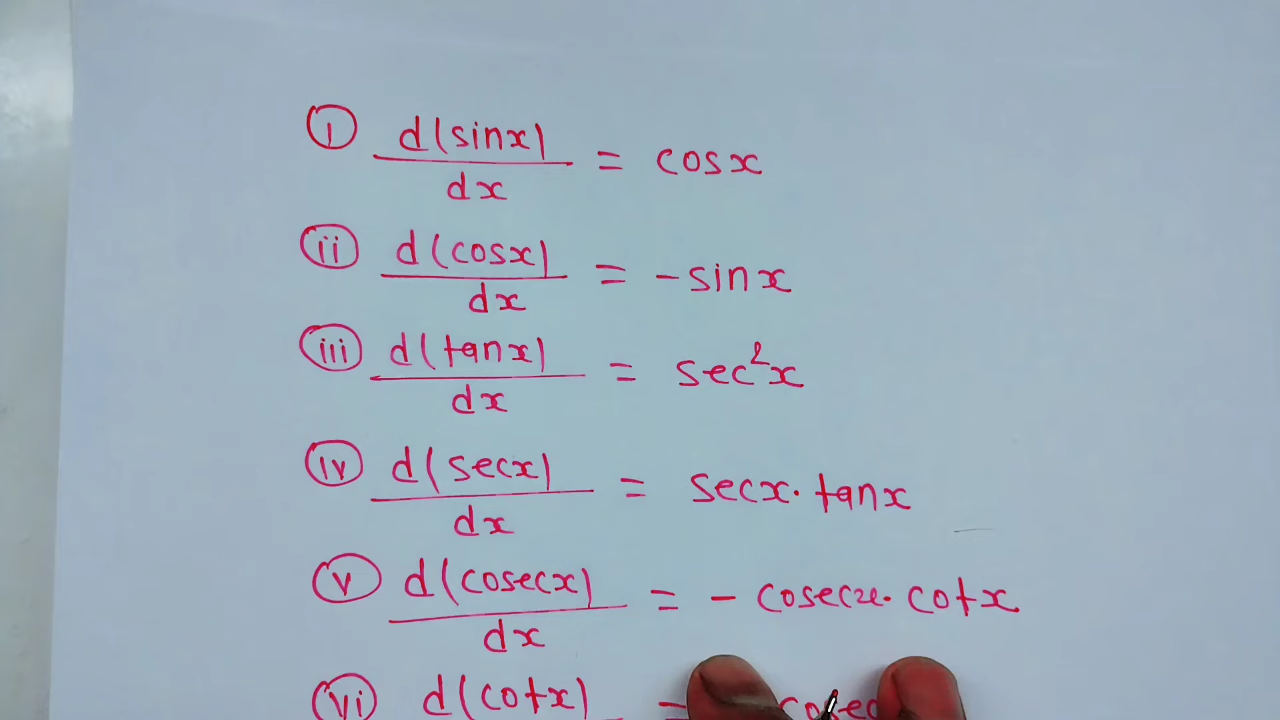 (i) d(sinx)/dx = cosx
(ii) d(cosx)/dx = -sinx
(iii) d(tanx)/dx = sec²x
(iv) d(secx)/dx = secx·tanx
(v) d(cosecx)/dx = - cosecx·cotx
(vi) d(cotx) =